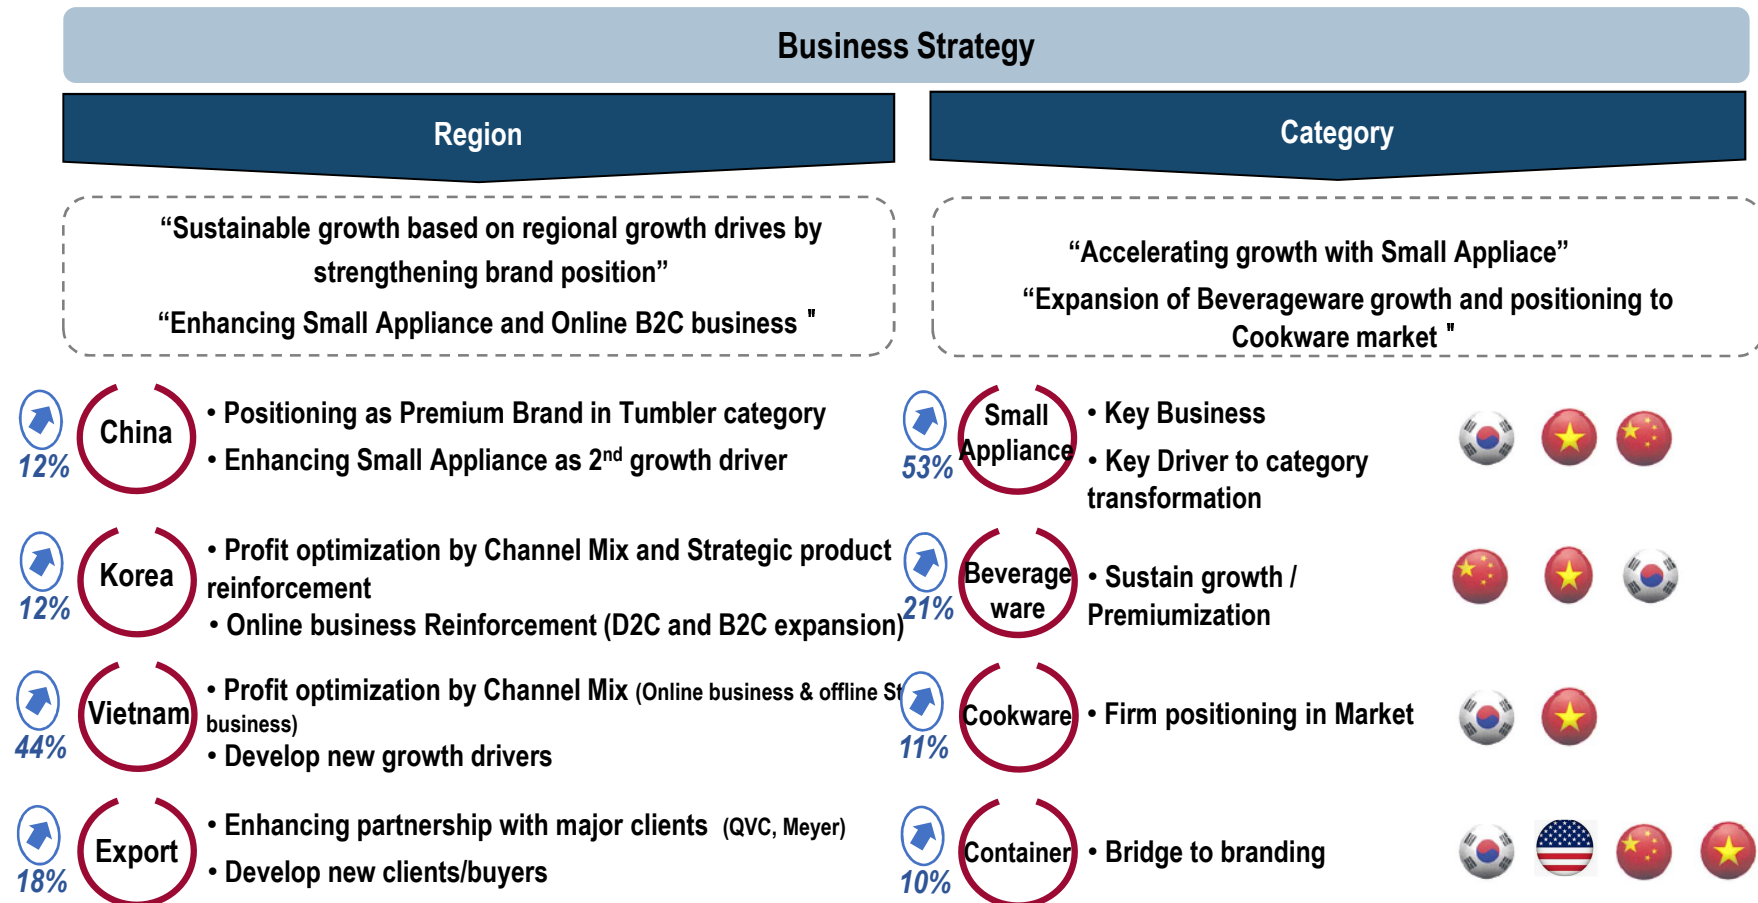 Business Strategy
Region
“Sustainable growth based on regional growth drives by
strengthening brand position”
“Enhancing Small Appliance and Online B2C business "
12%
China
• Positioning as Premium Brand in Tumbler category
• Enhancing Small Appliance as 2nd growth driver
12%
Korea
• Profit optimization by Channel Mix and Strategic product
reinforcement
• Online business Reinforcement (D2C and B2C expansion)
44%
Vietnam
• Profit optimization by Channel Mix (Online business & offline St
business)
• Develop new growth drivers
18%
Export
• Enhancing partnership with major clients (QVC, Meyer)
• Develop new clients/buyers
Category
“Accelerating growth with Small Appliace”
“Expansion of Beverageware growth and positioning to
Cookware market "
53%
Small
Appliance
• Key Business
• Key Driver to category
transformation
21%
Beverage
ware
• Sustain growth /
Premiumization
11%
Cookware
• Firm positioning in Market
10%
Container
• Bridge to branding